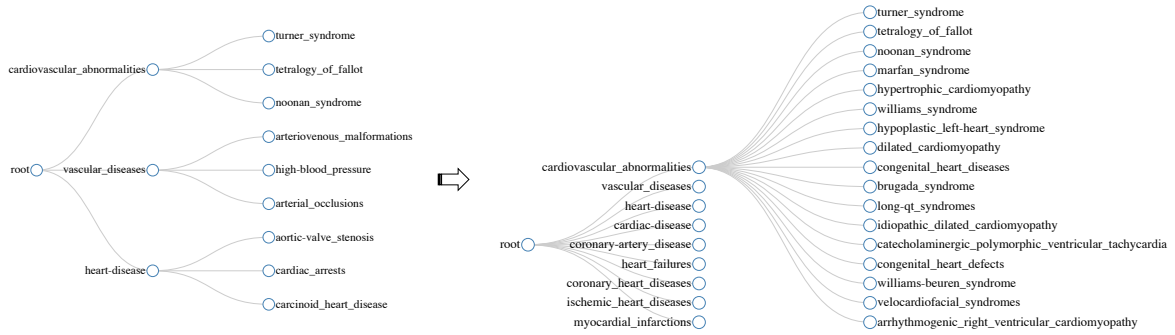 turner_syndrome
cardiovascular_abnormalities
tetralogy_of_fallot
noonan_syndrome
arteriovenous_malformations
root
vascular_diseases
high-blood_pressure
arterial_occlusions
aortic-valve_stenosis
heart-disease
cardiac_arrests
carcinoid_heart_disease
turner_syndrome
tetralogy_of_fallot
noonan_syndrome
marfan_syndrome
hypertrophic_cardiomyopathy
williams_syndrome
hypoplastic_left-heart_syndrome
dilated_cardiomyopathy
cardiovascular_abnormalities
congenital_heart_diseases
vascular_diseases
brugada_syndrome
heart-disease
long-qt_syndromes
cardiac-disease
idiopathic_dilated_cardiomyopathy
root
coronary-artery_disease
catecholaminergic_polymorphic_ventricular_tachycardia
heart_failures
congenital_heart_defects
coronary_heart_diseases
williams-beuren_syndrome
ischemic_heart_diseases
velocardiofacial_syndromes
myocardial_infarctions
arrhythmogenic_right_ventricular_cardiomyopathy